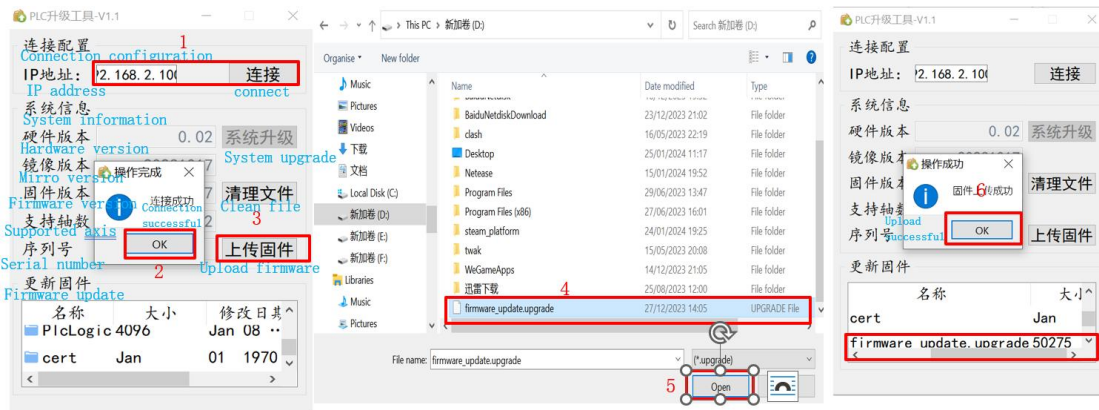 PLC升级工具-V1.1
连接配置
1
Connection configuration
IP地址:
2.168.2.100
连接
IP address
connect
系统信息
System information
硬件版本
0.02
系统升级
Hardware version
System upgrade
镜像版本
Mirro version
操作完成
固件版本
7
清理文件
Firmware version
连接成功
Connection
successful
Clean file
支持轴数
2
3
Supported axis
OK
序列号
上传固件
Serial number
2
Upload firmware
更新固件
Firmware update
名称 大小 修改日其
PlcLogic 4096 Jan 08 ··
cert Jan 01 1970
This PC > 新加卷 (D:)
Search 新加卷 (D:)
Organise
New folder
Music
Pictures
Videos
下载
文档
Local Disk (C:)
新加卷 (D:)
新加卷 (E:)
新加卷 (F:)
Libraries
Music
Pictures
Name Date modified Type
BaiduNetdiskDownload 23/12/2023 21:02 File folder
clash 16/05/2023 22:19 File folder
Desktop 25/01/2024 11:17 File folder
Netease 15/01/2024 19:52 File folder
Program Files 29/06/2023 13:47 File folder
Program Files (x86) 27/06/2023 16:01 File folder
steam_platform 24/01/2024 19:25 File folder
twak 15/05/2023 20:08 File folder
WeGameApps 14/12/2023 21:05 File folder
迅雷下载 25/08/2023 12:00 File folder
4
firmware_update.upgrade 27/12/2023 14:05 UPGRADE File
File name: firmware_update.upgrade
(*.upgrade)
5
Open
PLC升级工具-V1.1
连接配置
IP地址:
2.168.2.100
连接
系统信息
硬件版本
0.02
系统升级
镜像版本
操作成功
固件版本
固件上传成功
6
清理文件
支持轴数
Upload
successful
OK
序列号
上传固件
更新固件
名称 大小
cert Jan
firmware_update.upgrade 50275